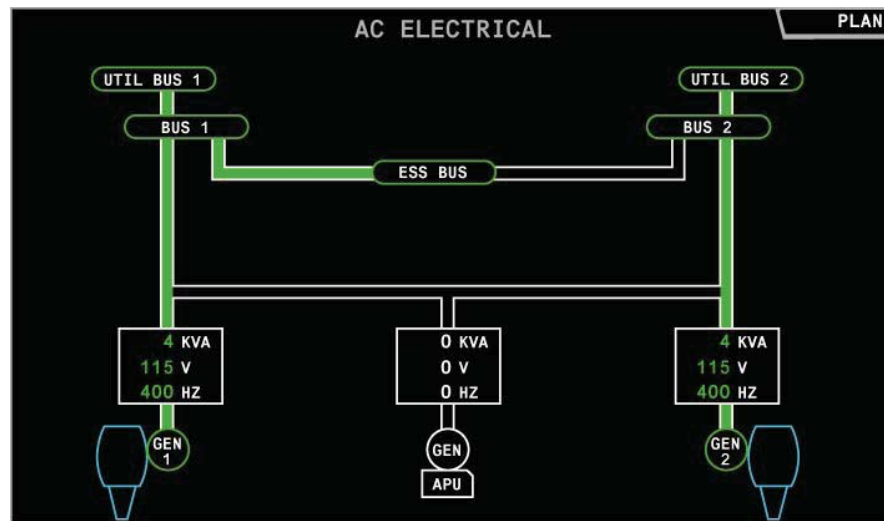 AC ELECTRICAL
PLAN
UTIL BUS 1
UTIL BUS 2
BUS 1
BUS 2
ESS BUS
4 KVA
115 V
400 HZ
0 KVA
0 V
0 HZ
4 KVA
115 V
400 HZ
GEN
1
GEN
APU
GEN
2